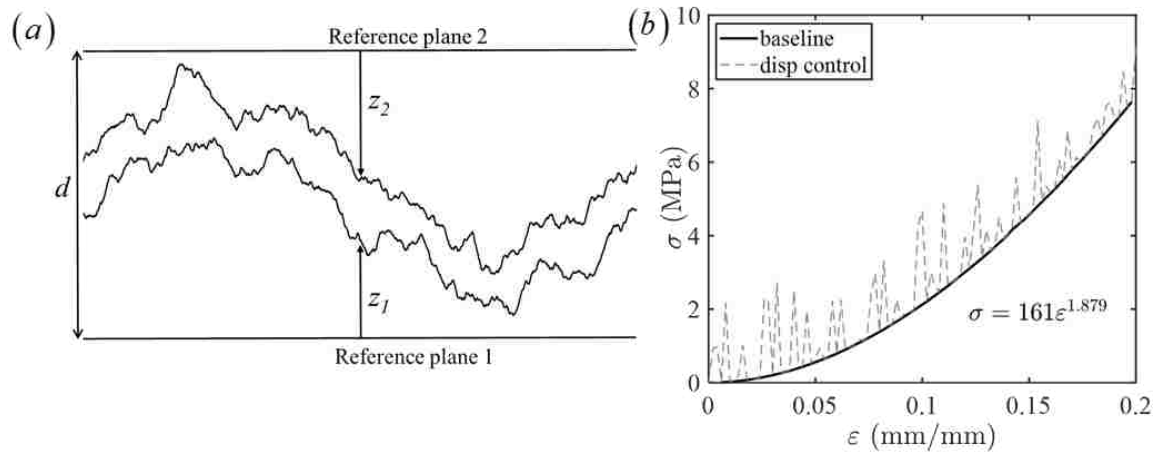 (a)
Reference plane 2
z₂
d
z₁
Reference plane 1
(b)
10
8
6
4
2
0
σ (MPa)
baseline
disp control
σ = 161ε^1.879
0 0.05 0.1 0.15 0.2
ε (mm/mm)